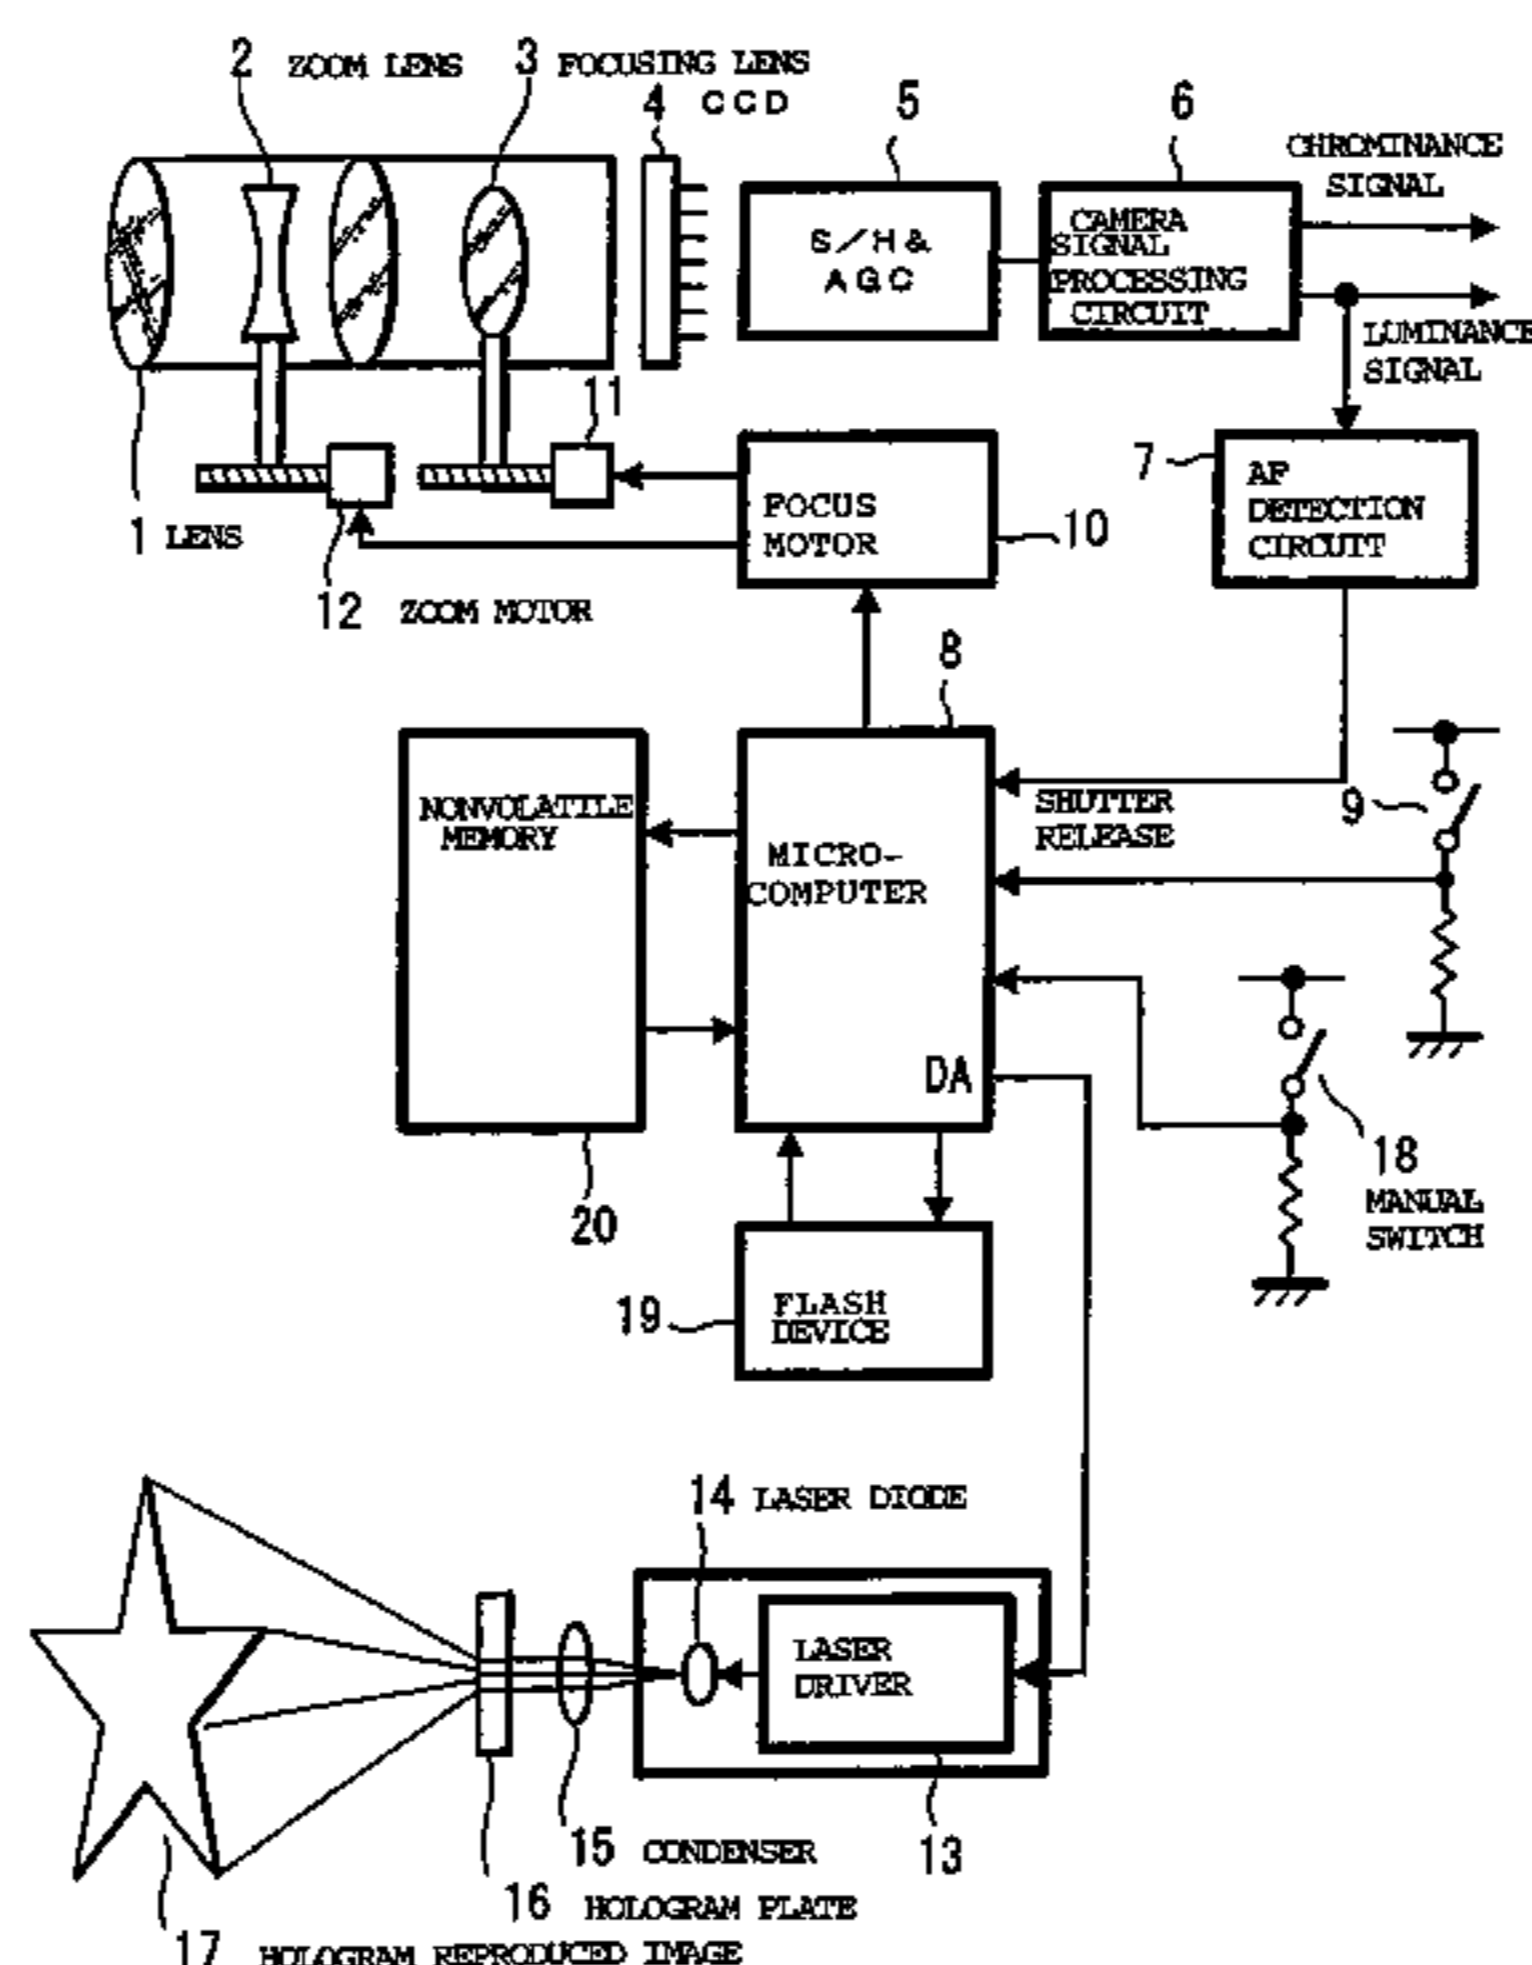 2 ZOOM LENS
3 FOCUSING LENS
4 CCD
5
6
CHROMINANCE
SIGNAL
S/H&
AGC
CAMERA
SIGNAL
PROCESSING
CIRCUIT
LUMINANCE
SIGNAL
11
7
AF
DETECTION
CIRCUIT
FOCUS
MOTOR
10
1 LENS
12 ZOOM MOTOR
8
NONVOLATILE
MEMORY
MICRO-
COMPUTER
SHUTTER
RELEASE
9
DA
18
MANUAL
SWITCH
20
19
FLASH
DEVICE
14 LASER DIODE
LASER
DRIVER
13
15 CONDENSER
16 HOLOGRAM PLATE
17 HOLOGRAM REPRODUCED IMAGE